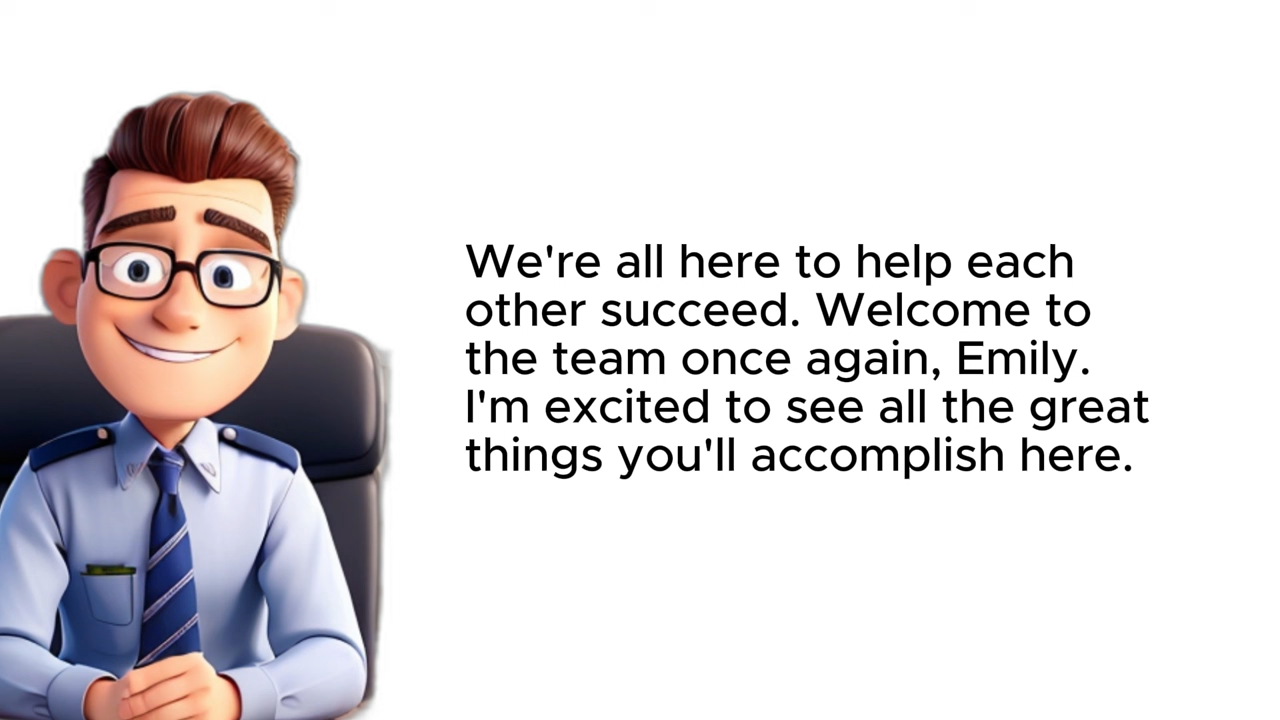 We're all here to help each
other succeed. Welcome to
the team once again, Emily.
I'm excited to see all the great
things you'll accomplish here.